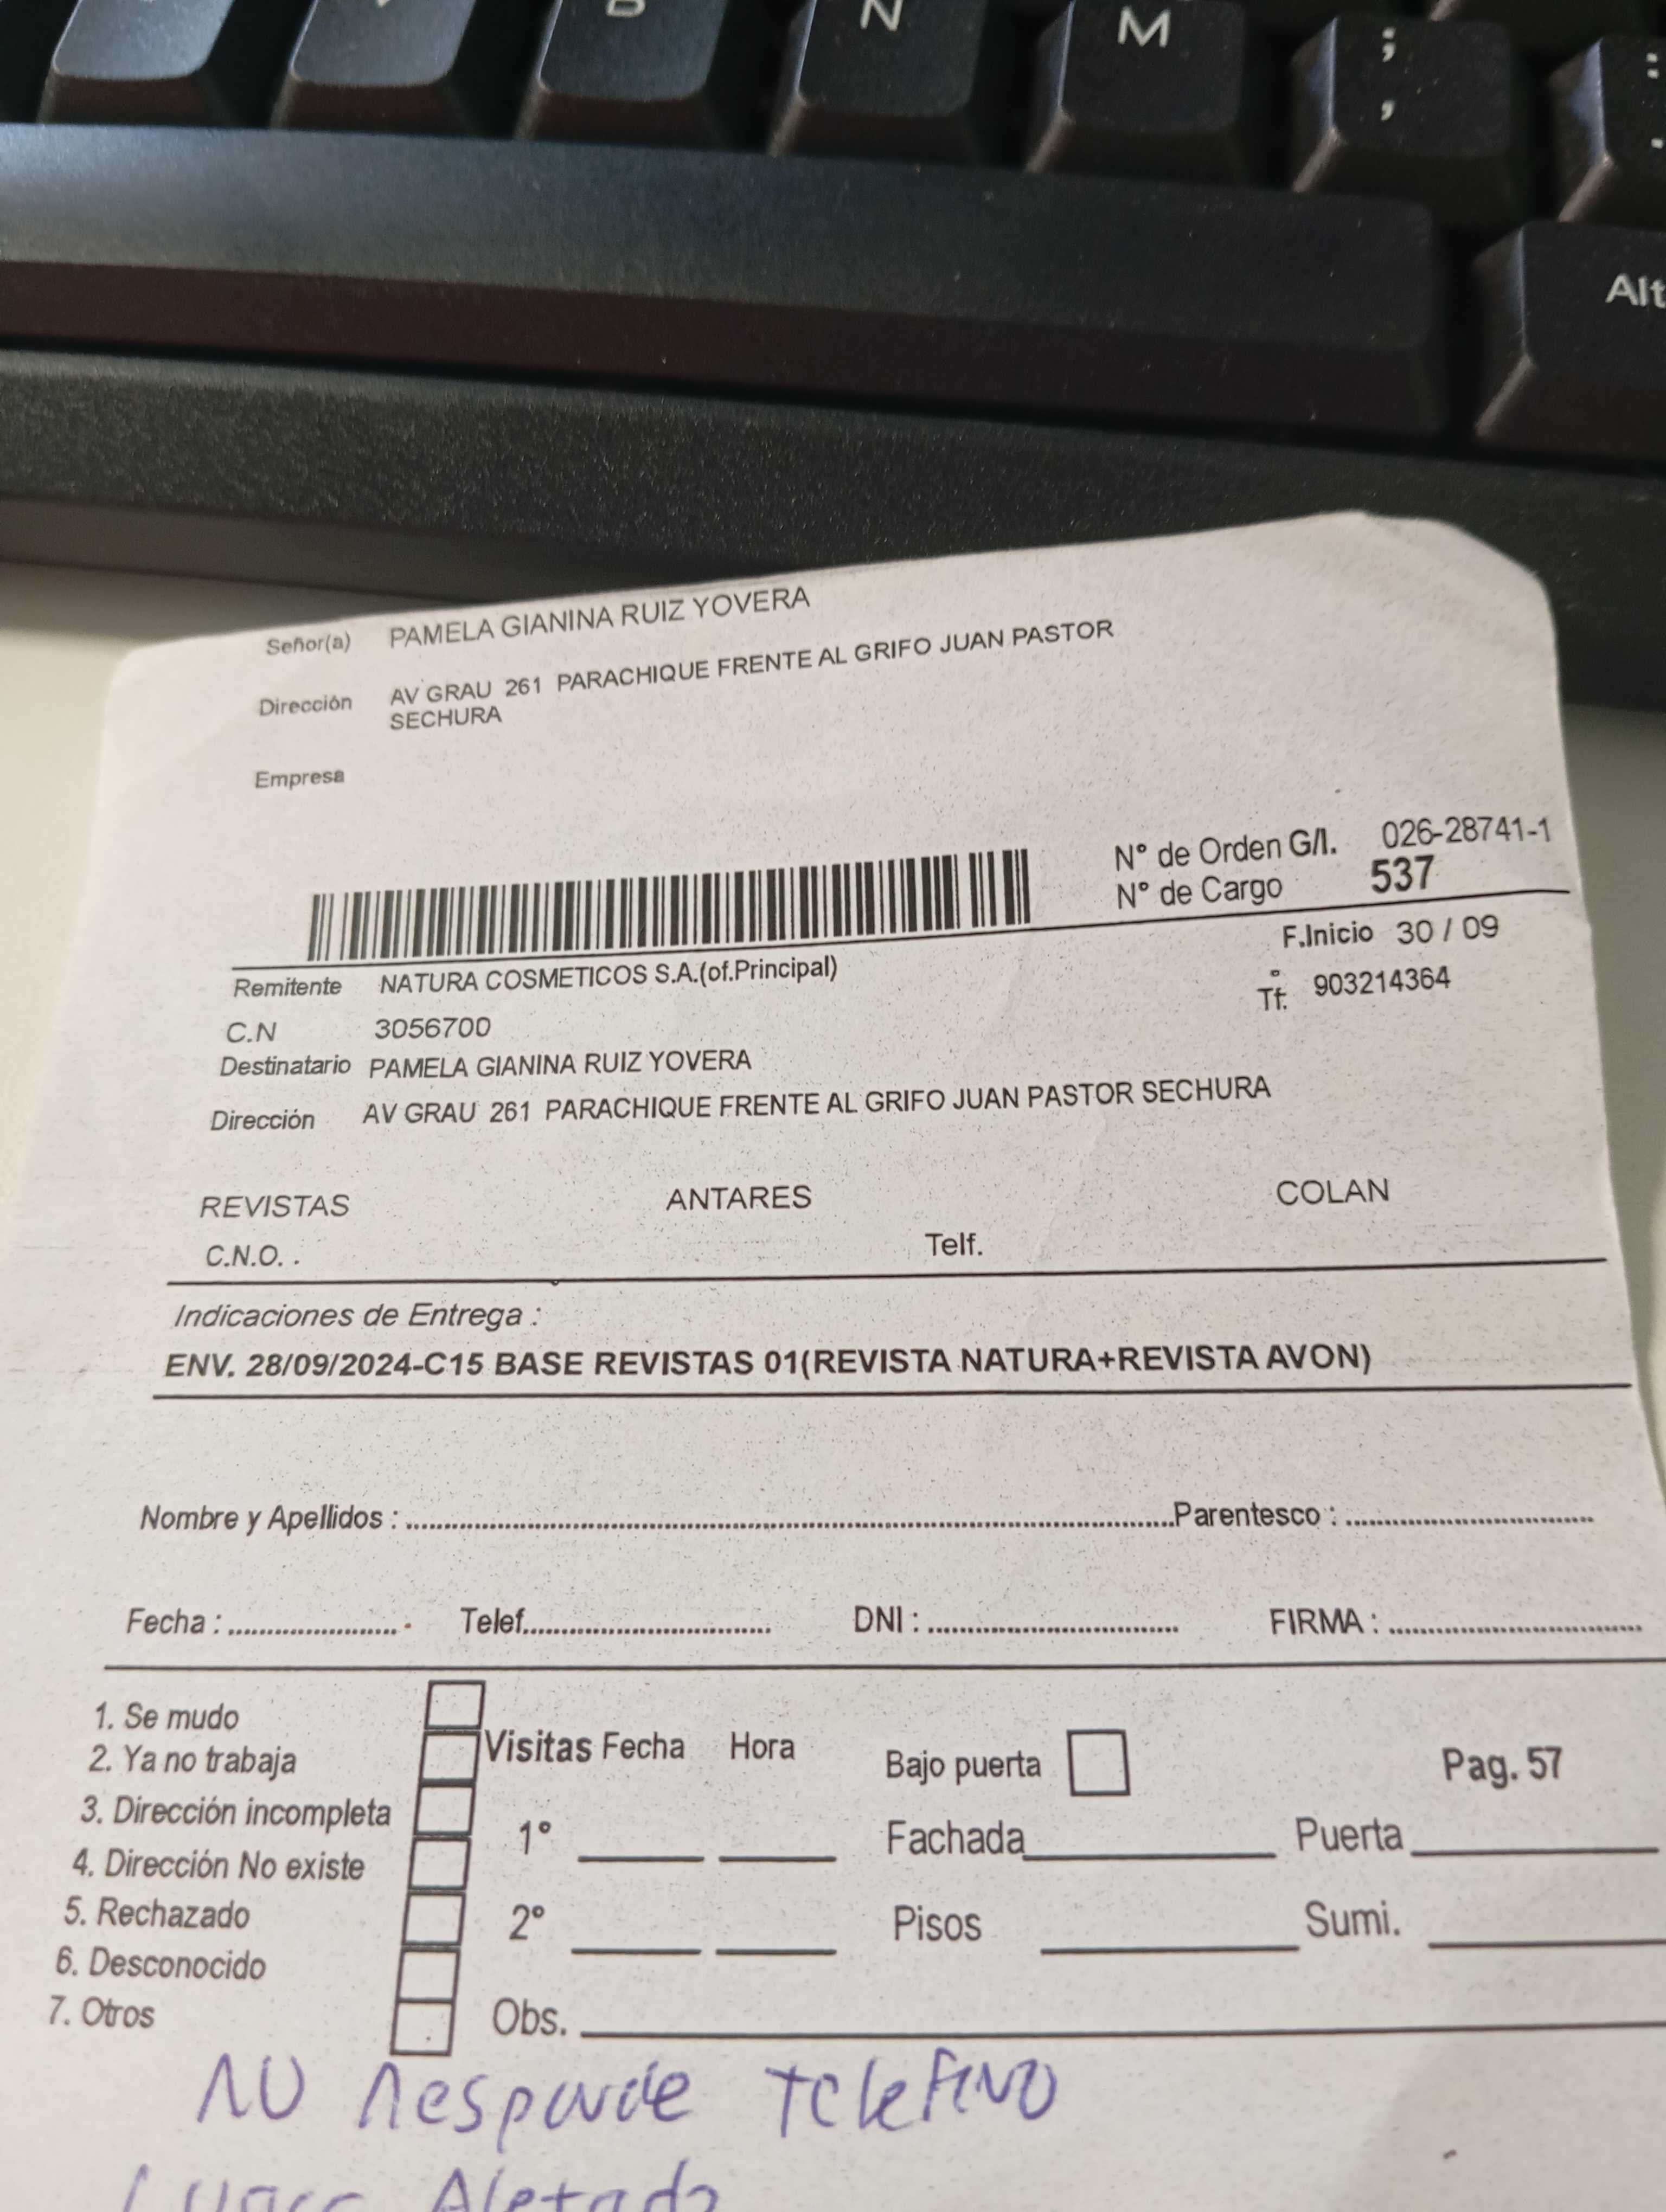 N
M
;
,
:
.
Alt
Señor(a) PAMELA GIANINA RUIZ YOVERA
Dirección AV GRAU 261 PARACHIQUE FRENTE AL GRIFO JUAN PASTOR
SECHURA
Empresa
N° de Orden G/I. 026-28741-1
N° de Cargo 537
F.Inicio 30 / 09
Remitente NATURA COSMETICOS S.A.(of.Principal)
Tf. 903214364
C.N 3056700
Destinatario PAMELA GIANINA RUIZ YOVERA
Dirección AV GRAU 261 PARACHIQUE FRENTE AL GRIFO JUAN PASTOR SECHURA
REVISTAS ANTARES COLAN
C.N.O. . Telf.
Indicaciones de Entrega :
ENV. 28/09/2024-C15 BASE REVISTAS 01(REVISTA NATURA+REVISTA AVON)
Nombre y Apellidos : Parentesco :
Fecha : Telef. DNI : FIRMA :
1. Se mudo
2. Ya no trabaja
3. Dirección incompleta
4. Dirección No existe
5. Rechazado
6. Desconocido
7. Otros
Visitas Fecha Hora
1°
2°
Obs.
Bajo puerta
Pag. 57
Fachada Puerta
Pisos Sumi.
NO Responde Telefono